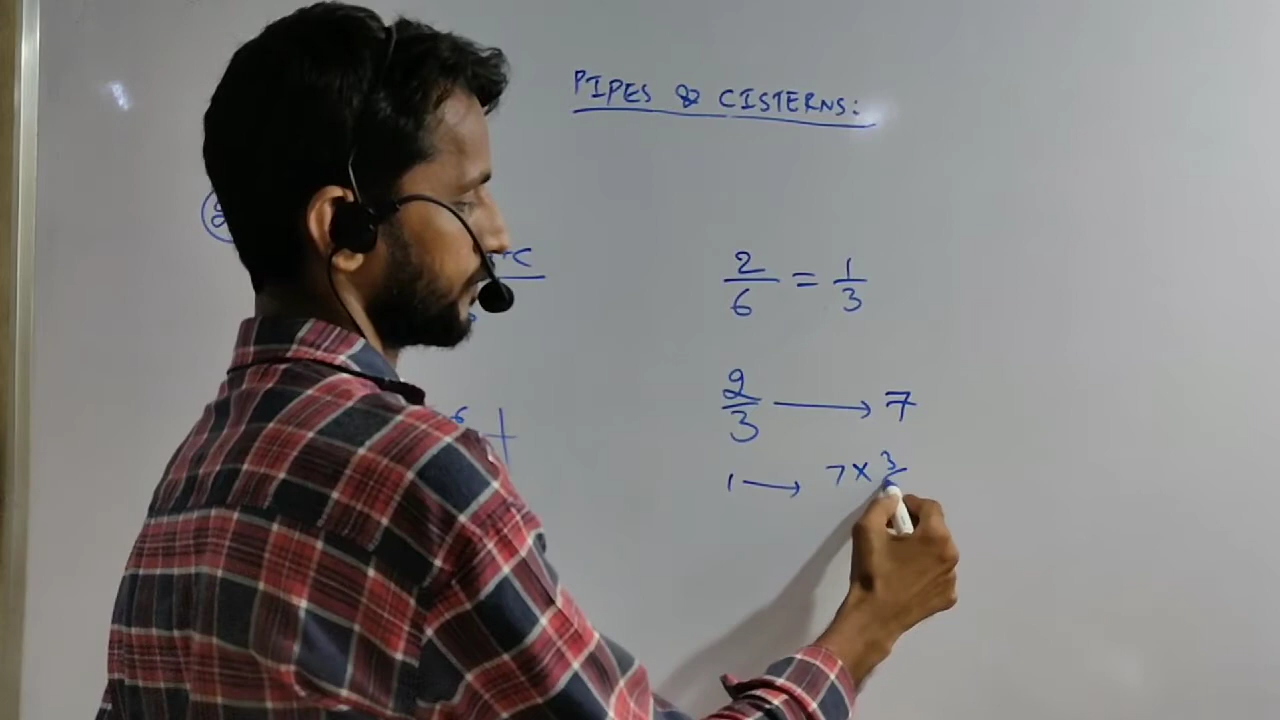 PIPES & CISTERNS:
2/6 = 1/3
2/3 → 7
1 → 7 × 3/